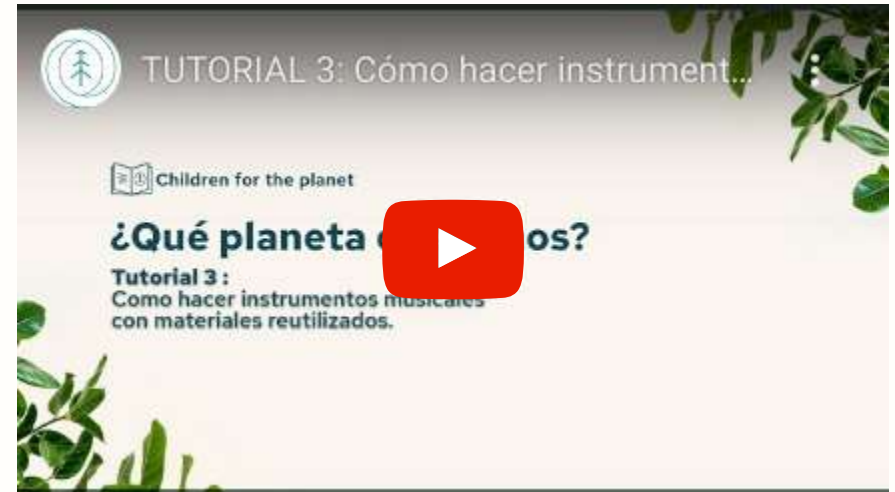 TUTORIAL 3: Cómo hacer instrument...
Children for the planet
¿Qué planeta os?
Tutorial 3 :
Como hacer instrumentos musicales
con materiales reutilizados.